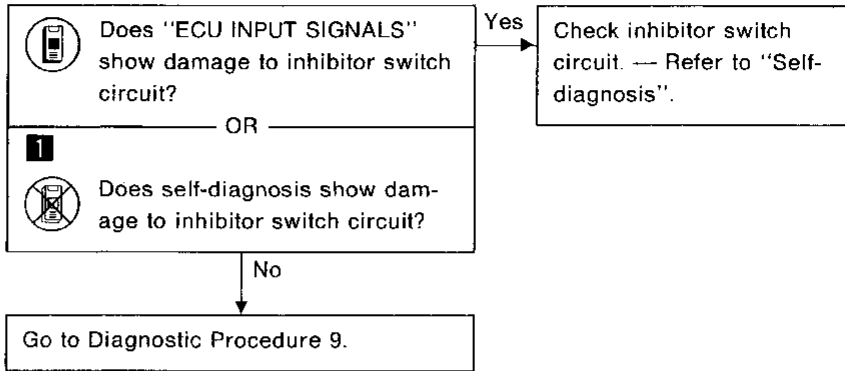 Does "ECU INPUT SIGNALS"
show damage to inhibitor switch
circuit?
OR
1
Does self-diagnosis show dam-
age to inhibitor switch circuit?
Yes
Check inhibitor switch
circuit. — Refer to "Self-
diagnosis".
No
Go to Diagnostic Procedure 9.